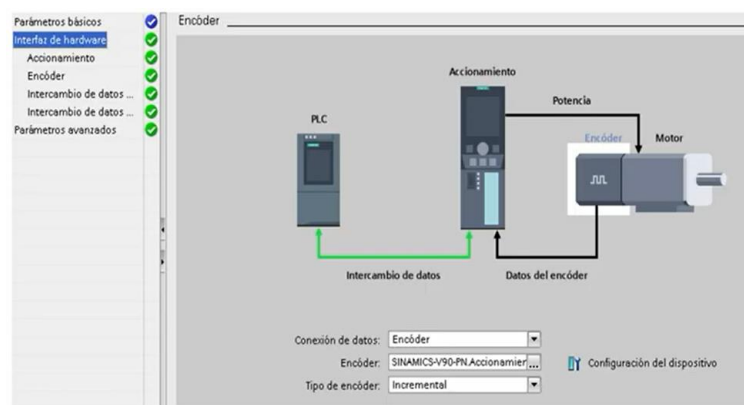 Parámetros básicos
Interfaz de hardware
Accionamiento
Encóder
Intercambio de datos ...
Intercambio de datos ...
Parámetros avanzados
Encóder
Accionamiento
Potencia
PLC
Encóder
Motor
Intercambio de datos
Datos del encóder
Conexión de datos: Encóder
Encóder: SINAMICS-V90-PN.Accionamier ...
Configuración del dispositivo
Tipo de encóder: Incremental